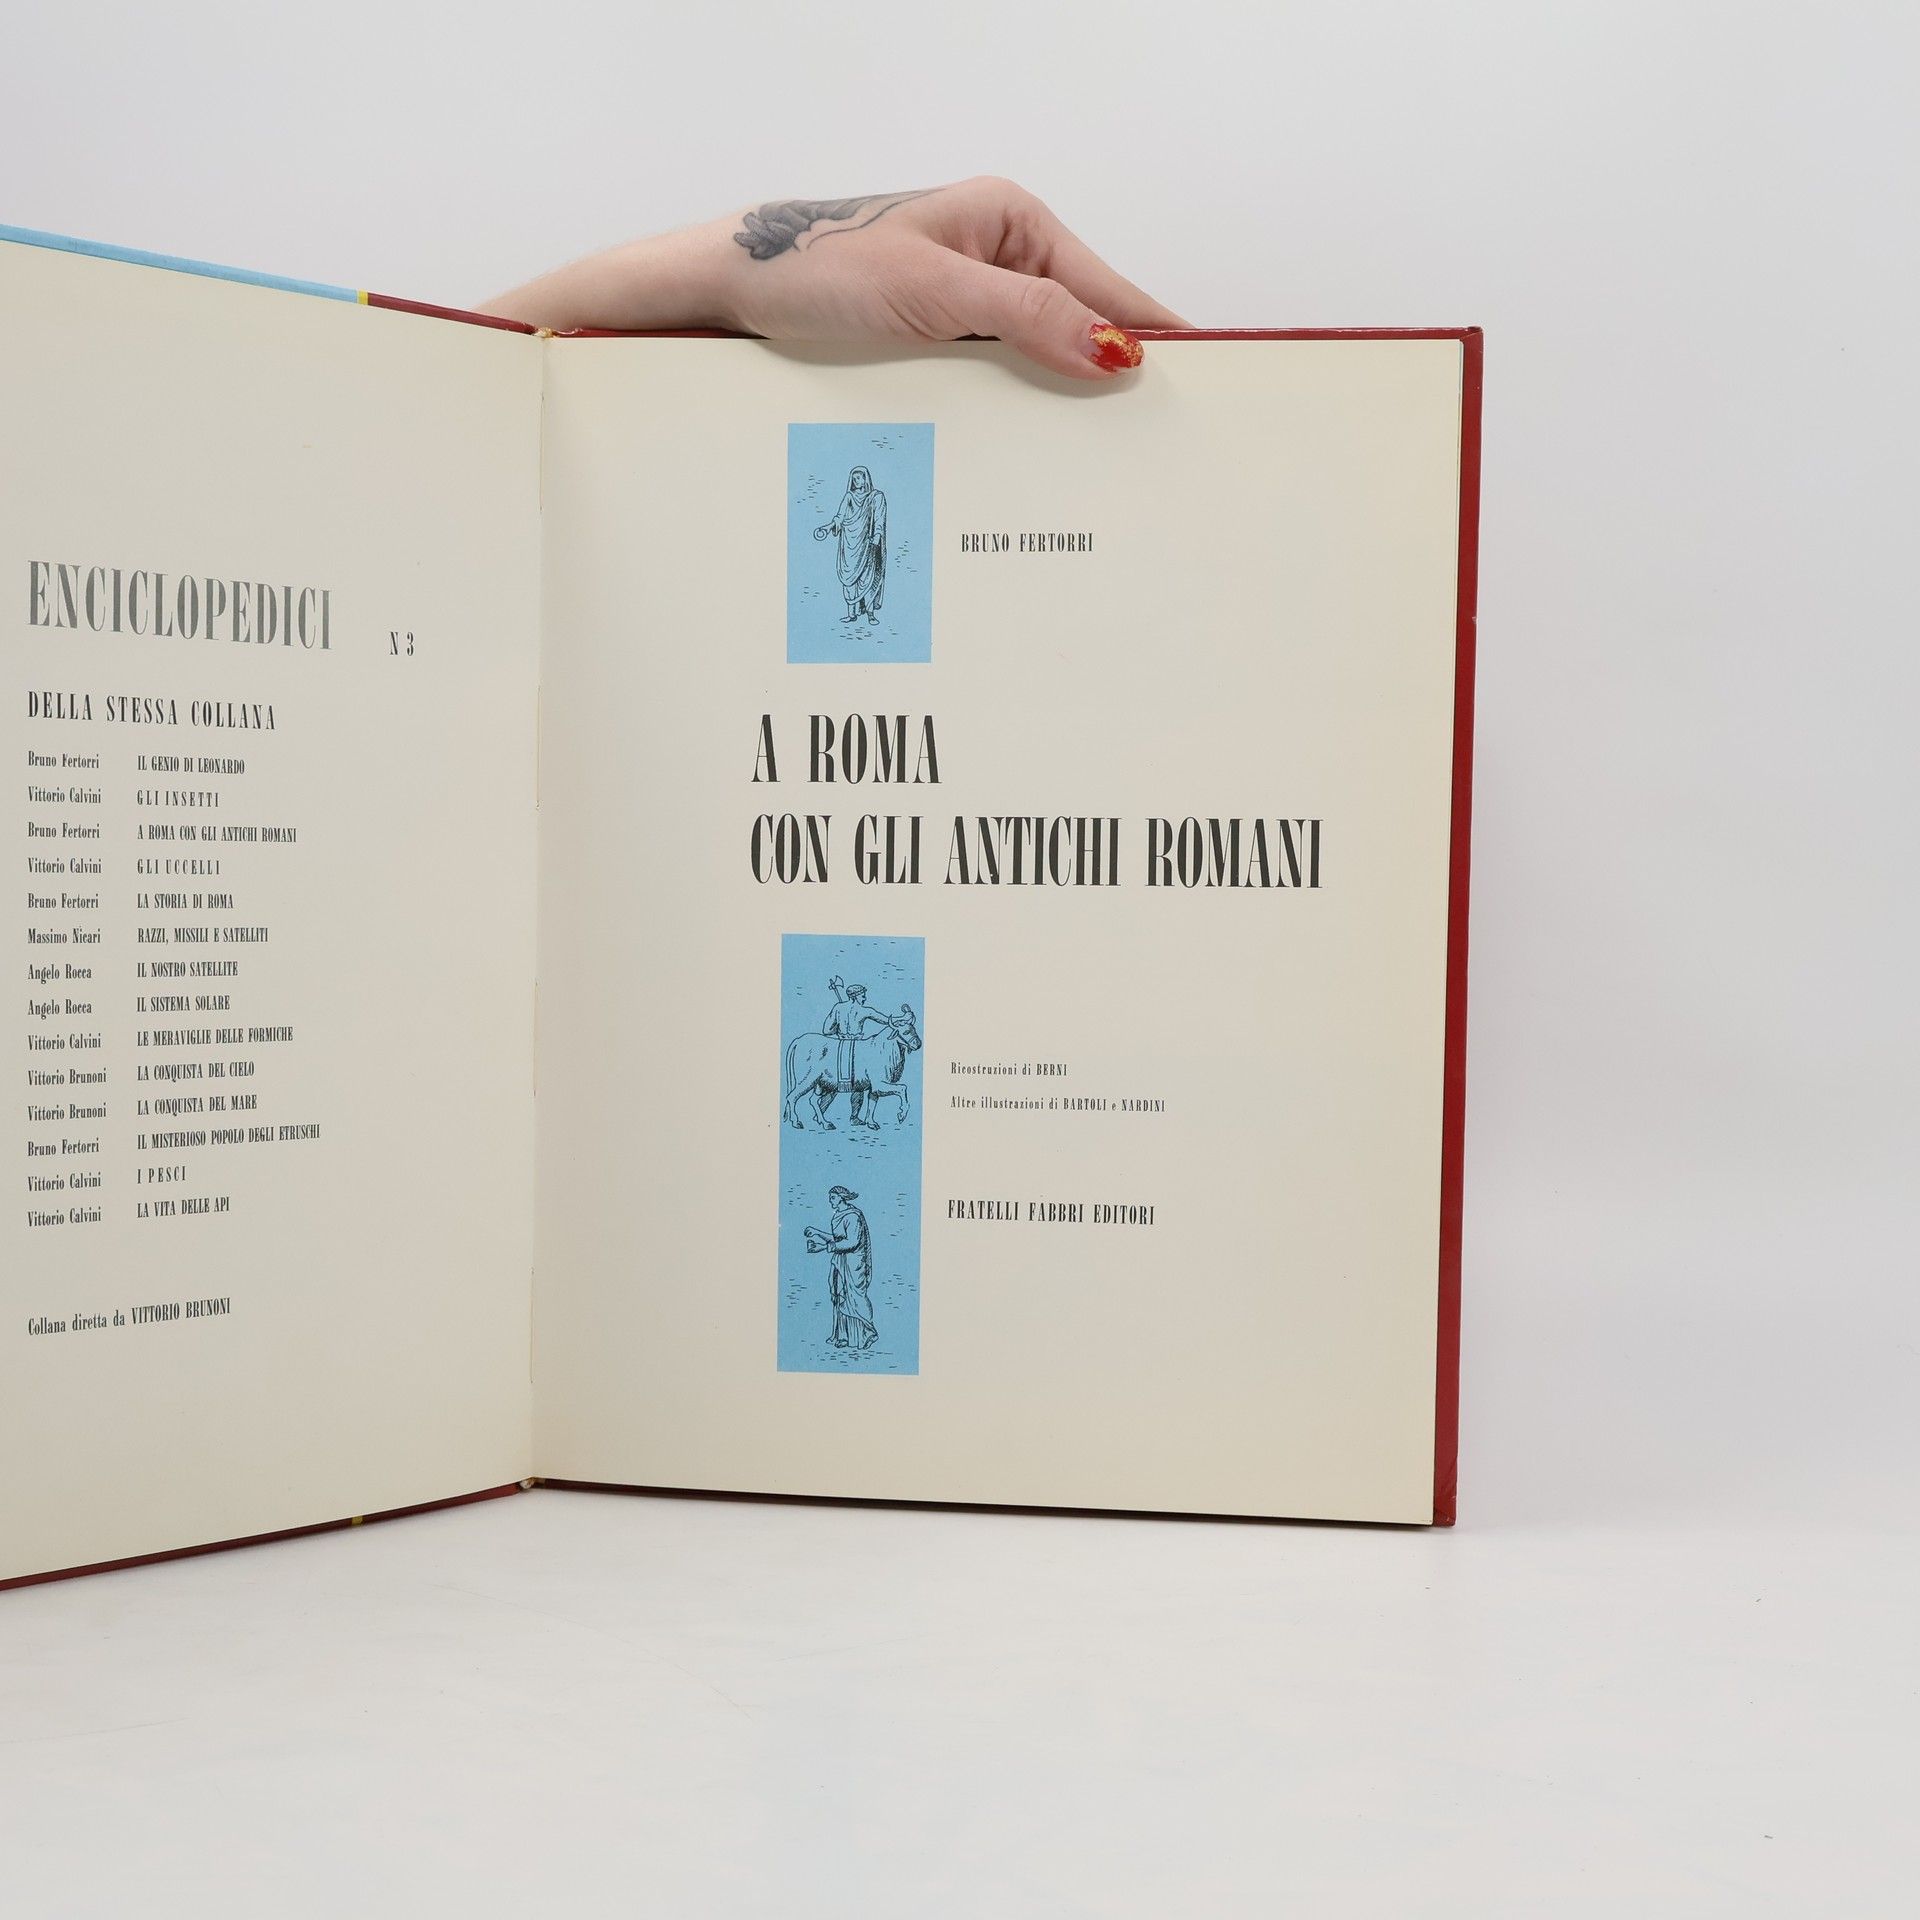 ENCICLOPEDICI
N 3
DELLA STESSA COLLANA
Bruno Fertorri IL GENIO DI LEONARDO
Vittorio Calvini GLI INSETTI
Bruno Fertorri A ROMA CON GLI ANTICHI ROMANI
Vittorio Calvini GLI UCCELLI
Bruno Fertorri LA STORIA DI ROMA
Massimo Nicari RAZZI, MISSILI E SATELLITI
Angelo Rocca IL NOSTRO SATELLITE
Angelo Rocca IL SISTEMA SOLARE
Vittorio Calvini LE MERAVIGLIE DELLE FORMICHE
Vittorio Brunoni LA CONQUISTA DEL CIELO
Vittorio Brunoni LA CONQUISTA DEL MARE
Bruno Fertorri IL MISTERIOSO POPOLO DEGLI ETRUSCHI
Vittorio Calvini I PESCI
Vittorio Calvini LA VITA DELLE API
Collana diretta da VITTORIO BRUNONI
BRUNO FERTORRI
A ROMA
CON GLI ANTICHI ROMANI
Ricostruzioni di BERNI
Altre illustrazioni di BARTOLI e NARDINI
FRATELLI FABBRI EDITORI